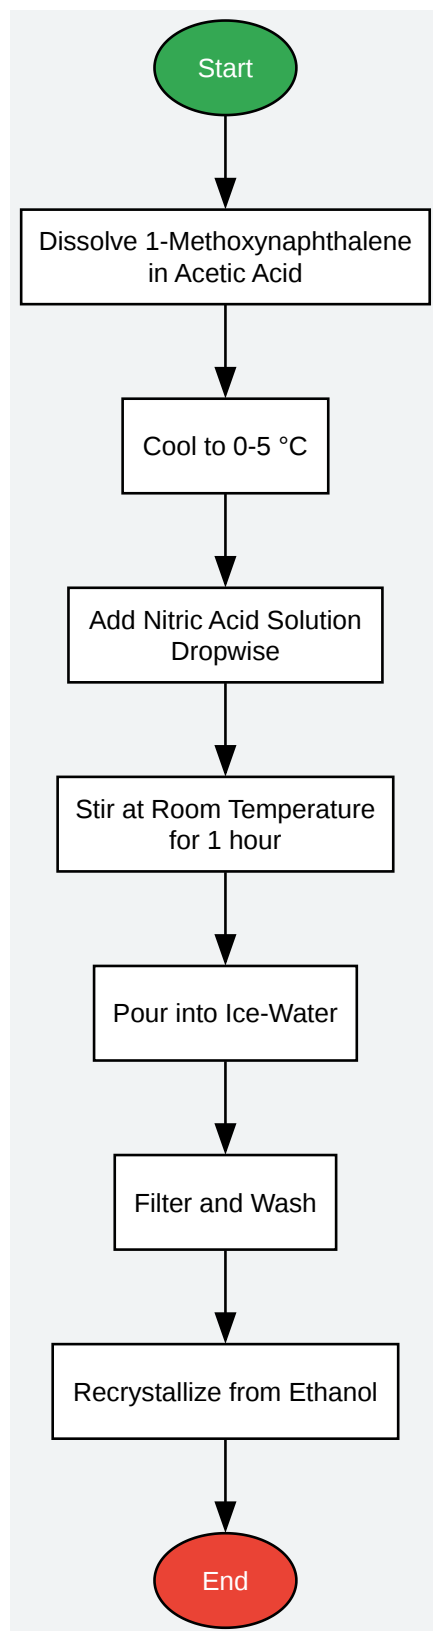 Start
Dissolve 1-Methoxynaphthalene
in Acetic Acid
Cool to 0-5 °C
Add Nitric Acid Solution
Dropwise
Stir at Room Temperature
for 1 hour
Pour into Ice-Water
Filter and Wash
Recrystallize from Ethanol
End